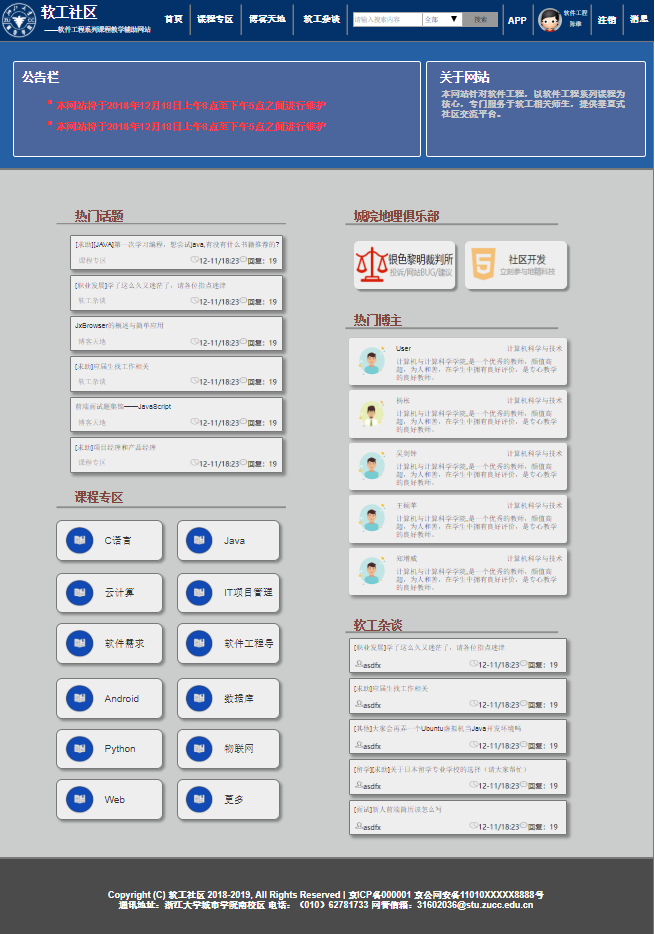 软工社区
——软件工程系列课程教学辅助网站
首页
课程专区
博客天地
软工杂谈
请输入搜索内容
全部
▼
搜索
APP
软件工程
陈峰
注销
消息
公告栏
* 本网站将于2018年12月18日上午8点至下午5点之间进行维护
* 本网站将于2018年12月18日上午8点至下午5点之间进行维护
关于网站
本网站针对软件工程，以软件工程系列课程为
核心，专门服务于软工相关师生，提供垂直式
社区交流平台。
热门话题
[求助][JAVA]第一次学习编程，想尝试java,有没有什么书籍推荐的?
课程专区
12-11/18:23 回复：19
[职业发展]学了这么久又迷茫了，请各位指点迷津
软工杂谈
12-11/18:23 回复：19
JxBrowser的概述与简单应用
博客天地
12-11/18:23 回复：19
[求助]应届生找工作相关
软工杂谈
12-11/18:23 回复：19
前端面试题集锦——JavaScript
博客天地
12-11/18:23 回复：19
[求助]项目经理和产品经理
课程专区
12-11/18:23 回复：19
课程专区
C语言
Java
云计算
IT项目管理
软件需求
软件工程导
Android
数据库
Python
物联网
Web
更多
城院地理俱乐部
银色黎明裁判所
投诉/网站BUG/建议
社区开发
立刻参与地精科技
热门博主
User
计算机科学与技术
计算机与计算科学学院,是一个优秀的教师，颜值高
超，为人和善，在学生中拥有良好评价，是专心教学
的良好教师。
杨枨
计算机科学与技术
计算机与计算科学学院,是一个优秀的教师，颜值高
超，为人和善，在学生中拥有良好评价，是专心教学
的良好教师。
计算机科学与技术
计算机与计算科学学院,是一个优秀的教师，颜值高
超，为人和善，在学生中拥有良好评价，是专心教学
的良好教师。
计算机科学与技术
计算机与计算科学学院,是一个优秀的教师，颜值高
超，为人和善，在学生中拥有良好评价，是专心教学
的良好教师。
计算机科学与技术
计算机与计算科学学院,是一个优秀的教师，颜值高
超，为人和善，在学生中拥有良好评价，是专心教学
的良好教师。
软工杂谈
[职业发展]学了这么久又迷茫了，请各位指点迷津
asdfx
12-11/18:23 回复：19
[求助]应届生找工作相关
asdfx
12-11/18:23 回复：19
[其他]大家会再弄一个Ubuntu虚拟机当Java开发环境吗
asdfx
12-11/18:23 回复：19
[留学][求助]关于日本留学专业学校的选择（请大家帮忙）
asdfx
12-11/18:23 回复：19
[面试]新人前端简历该怎么写
asdfx
12-11/18:23 回复：19
Copyright (C) 软工社区 2018-2019, All Rights Reserved | 京ICP备000001 京公网安备11010XXXXX8888号
通讯地址：浙江大学城市学院南校区 电话：（010）62781733 网管信箱：31602036@stu.zucc.edu.cn